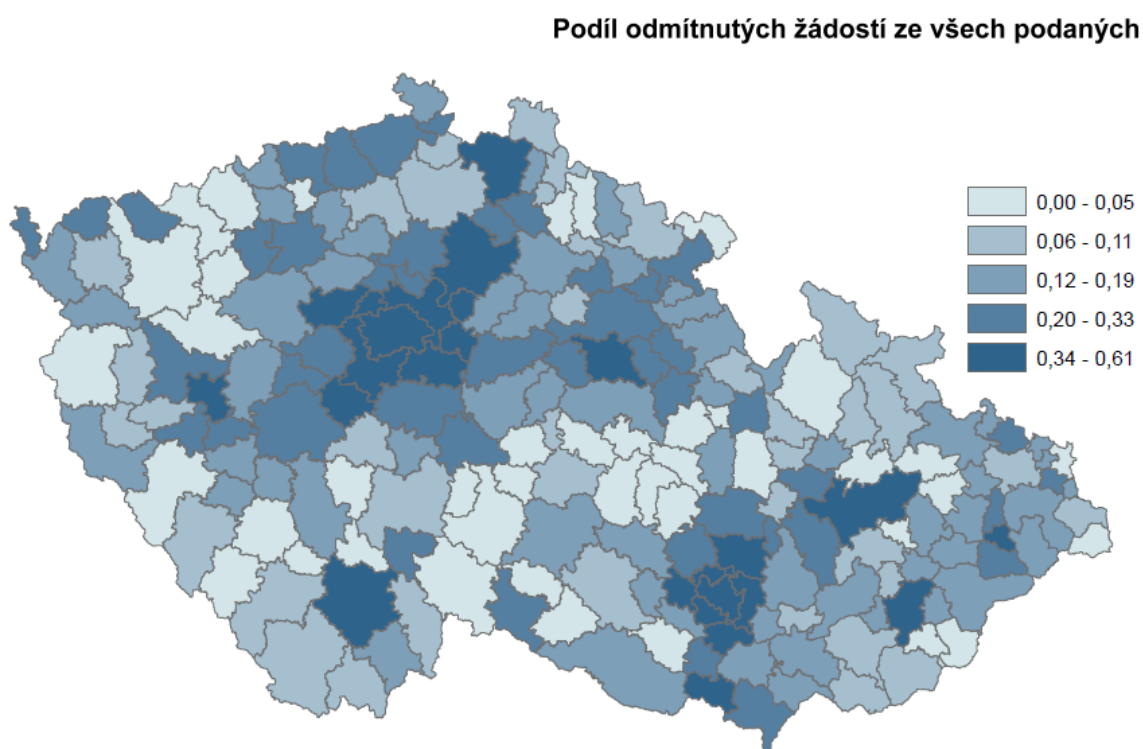 Podíl odmítnutých žádostí ze všech podaných
0,00 - 0,05
0,06 - 0,11
0,12 - 0,19
0,20 - 0,33
0,34 - 0,61